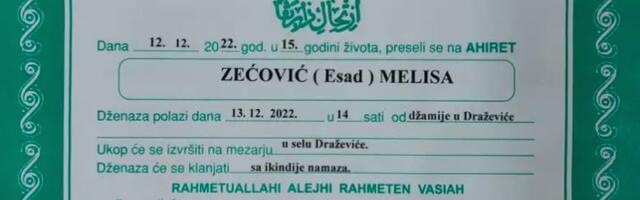 Dana 12. 12. 2022. god. u 15. godini života, preseli se na AHIRET
ZEĆOVIĆ ( Esad ) MELISA
Dženaza polazi dana 13.12. 2022. u 14 sati od džamije u Draževiće
Ukop će se izvršiti na mezarju u selu Draževiće.
Dženaza će se klanjati sa ikindije namaza.
RAHMETUALLAHI ALEJHI RAHMETEN VASIAH